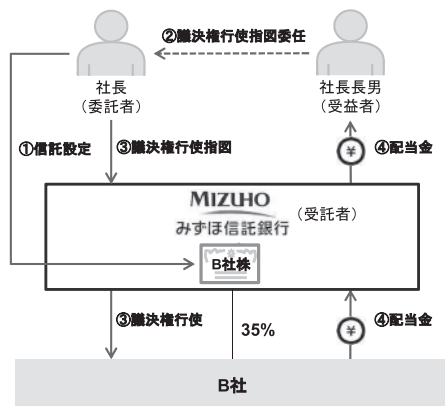 ②議決権行使指図委任
社長
（委託者）
社長長男
（受益者）
①信託設定
③議決権行使指図
¥
④配当金
MIZUHO
みずほ信託銀行
（受託者）
B社株
③議決権行使
35%
¥
④配当金
B社